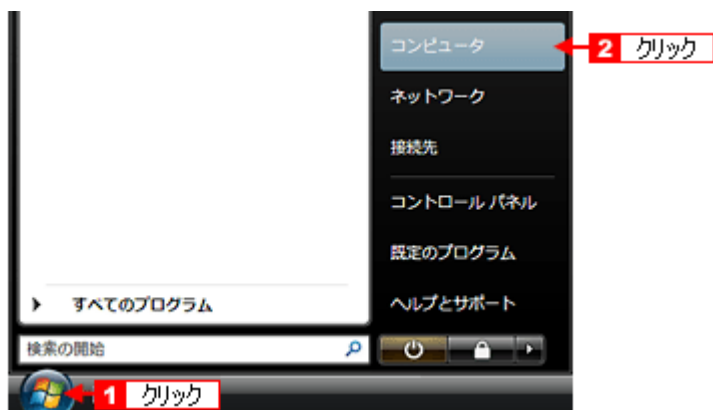 コンピュータ
2 クリック
ネットワーク
接続先
コントロール パネル
既定のプログラム
すべてのプログラム
ヘルプとサポート
検索の開始
1 クリック